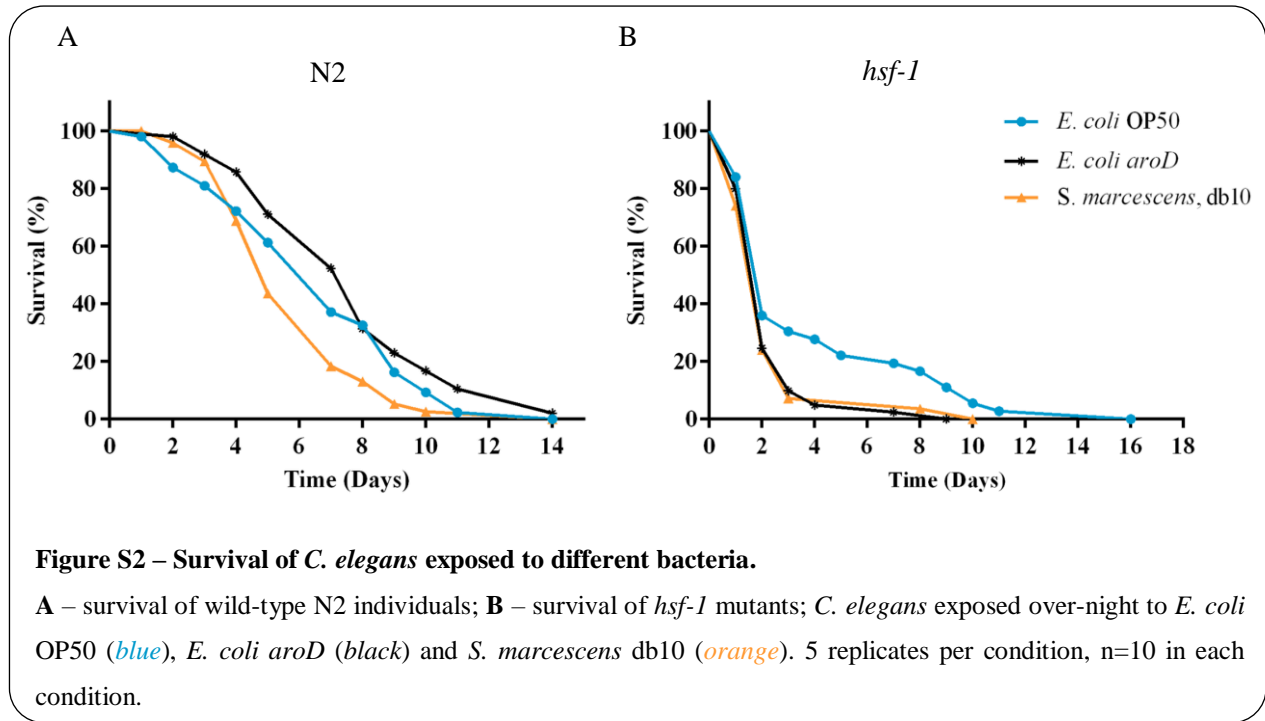 A
B
N2
hsf-1
100
80
60
40
20
0
Survival (%)
0 2 4 6 8 10 12 14
Time (Days)
100
80
60
40
20
0
Survival (%)
0 2 4 6 8 10 12 14 16 18
Time (Days)
E. coli OP50
E. coli aroD
S. marcescens, db10
Figure S2 – Survival of C. elegans exposed to different bacteria.
A – survival of wild-type N2 individuals; B – survival of hsf-1 mutants; C. elegans exposed over-night to E. coli
OP50 (blue), E. coli aroD (black) and S. marcescens db10 (orange). 5 replicates per condition, n=10 in each
condition.